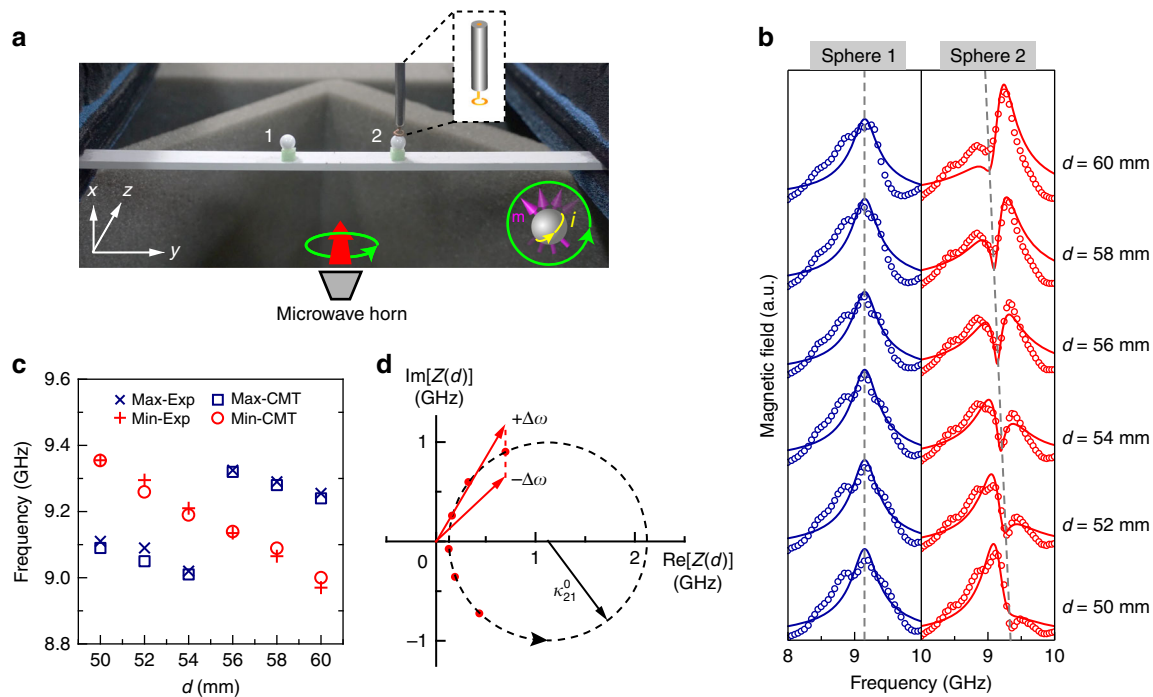 a
1
2
x
z
y
m
i
Microwave horn
b
Sphere 1
Sphere 2
d = 60 mm
d = 58 mm
d = 56 mm
d = 54 mm
d = 52 mm
d = 50 mm
Magnetic field (a.u.)
8
9
10
9
10
Frequency (GHz)
c
9.6
9.4
9.2
9.0
8.8
Frequency (GHz)
Max-Exp
Max-CMT
Min-Exp
Min-CMT
50
52
54
56
58
60
d (mm)
d
Im[Z(d)]
(GHz)
+Δω
−Δω
1
0
−1
1
2
κ⁰₂₁
Re[Z(d)]
(GHz)